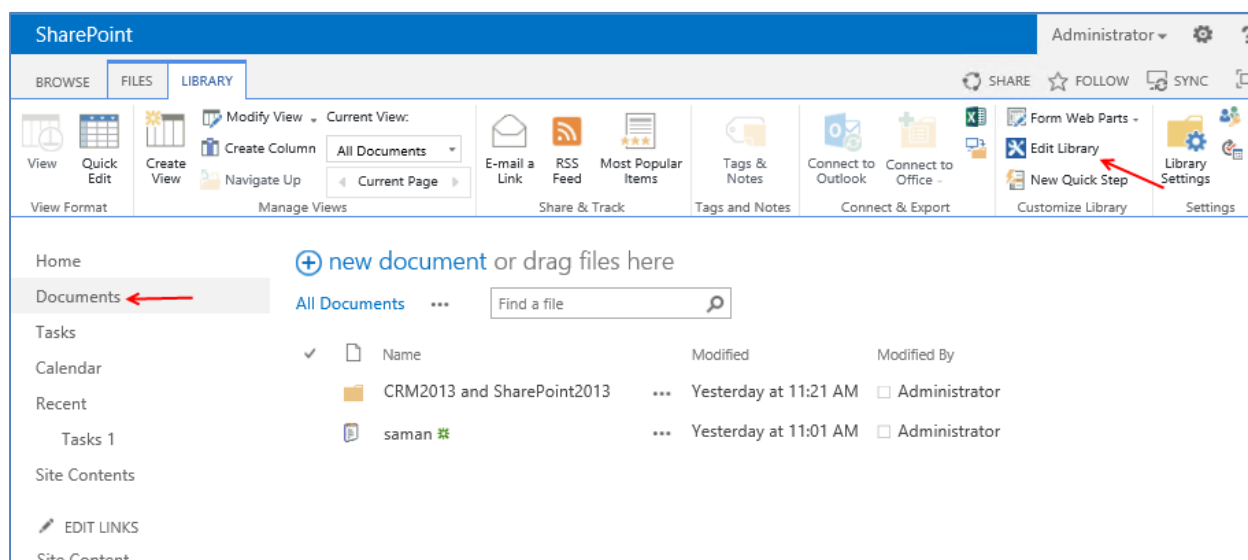 SharePoint
Administrator
?
BROWSE FILES LIBRARY
SHARE FOLLOW SYNC
View
Quick Edit
Create View
Modify View
Create Column
Navigate Up
Current View:
All Documents
Current Page
E-mail a Link
RSS Feed
Most Popular Items
Tags & Notes
Connect to Outlook
Connect to Office
Form Web Parts
Edit Library
New Quick Step
Library Settings
View Format
Manage Views
Share & Track
Tags and Notes
Connect & Export
Customize Library
Settings
Home
Documents
Tasks
Calendar
Recent
Tasks 1
Site Contents
EDIT LINKS
Site Content
new document or drag files here
All Documents ...
Find a file
Name Modified Modified By
CRM2013 and SharePoint2013 ... Yesterday at 11:21 AM Administrator
saman ... Yesterday at 11:01 AM Administrator